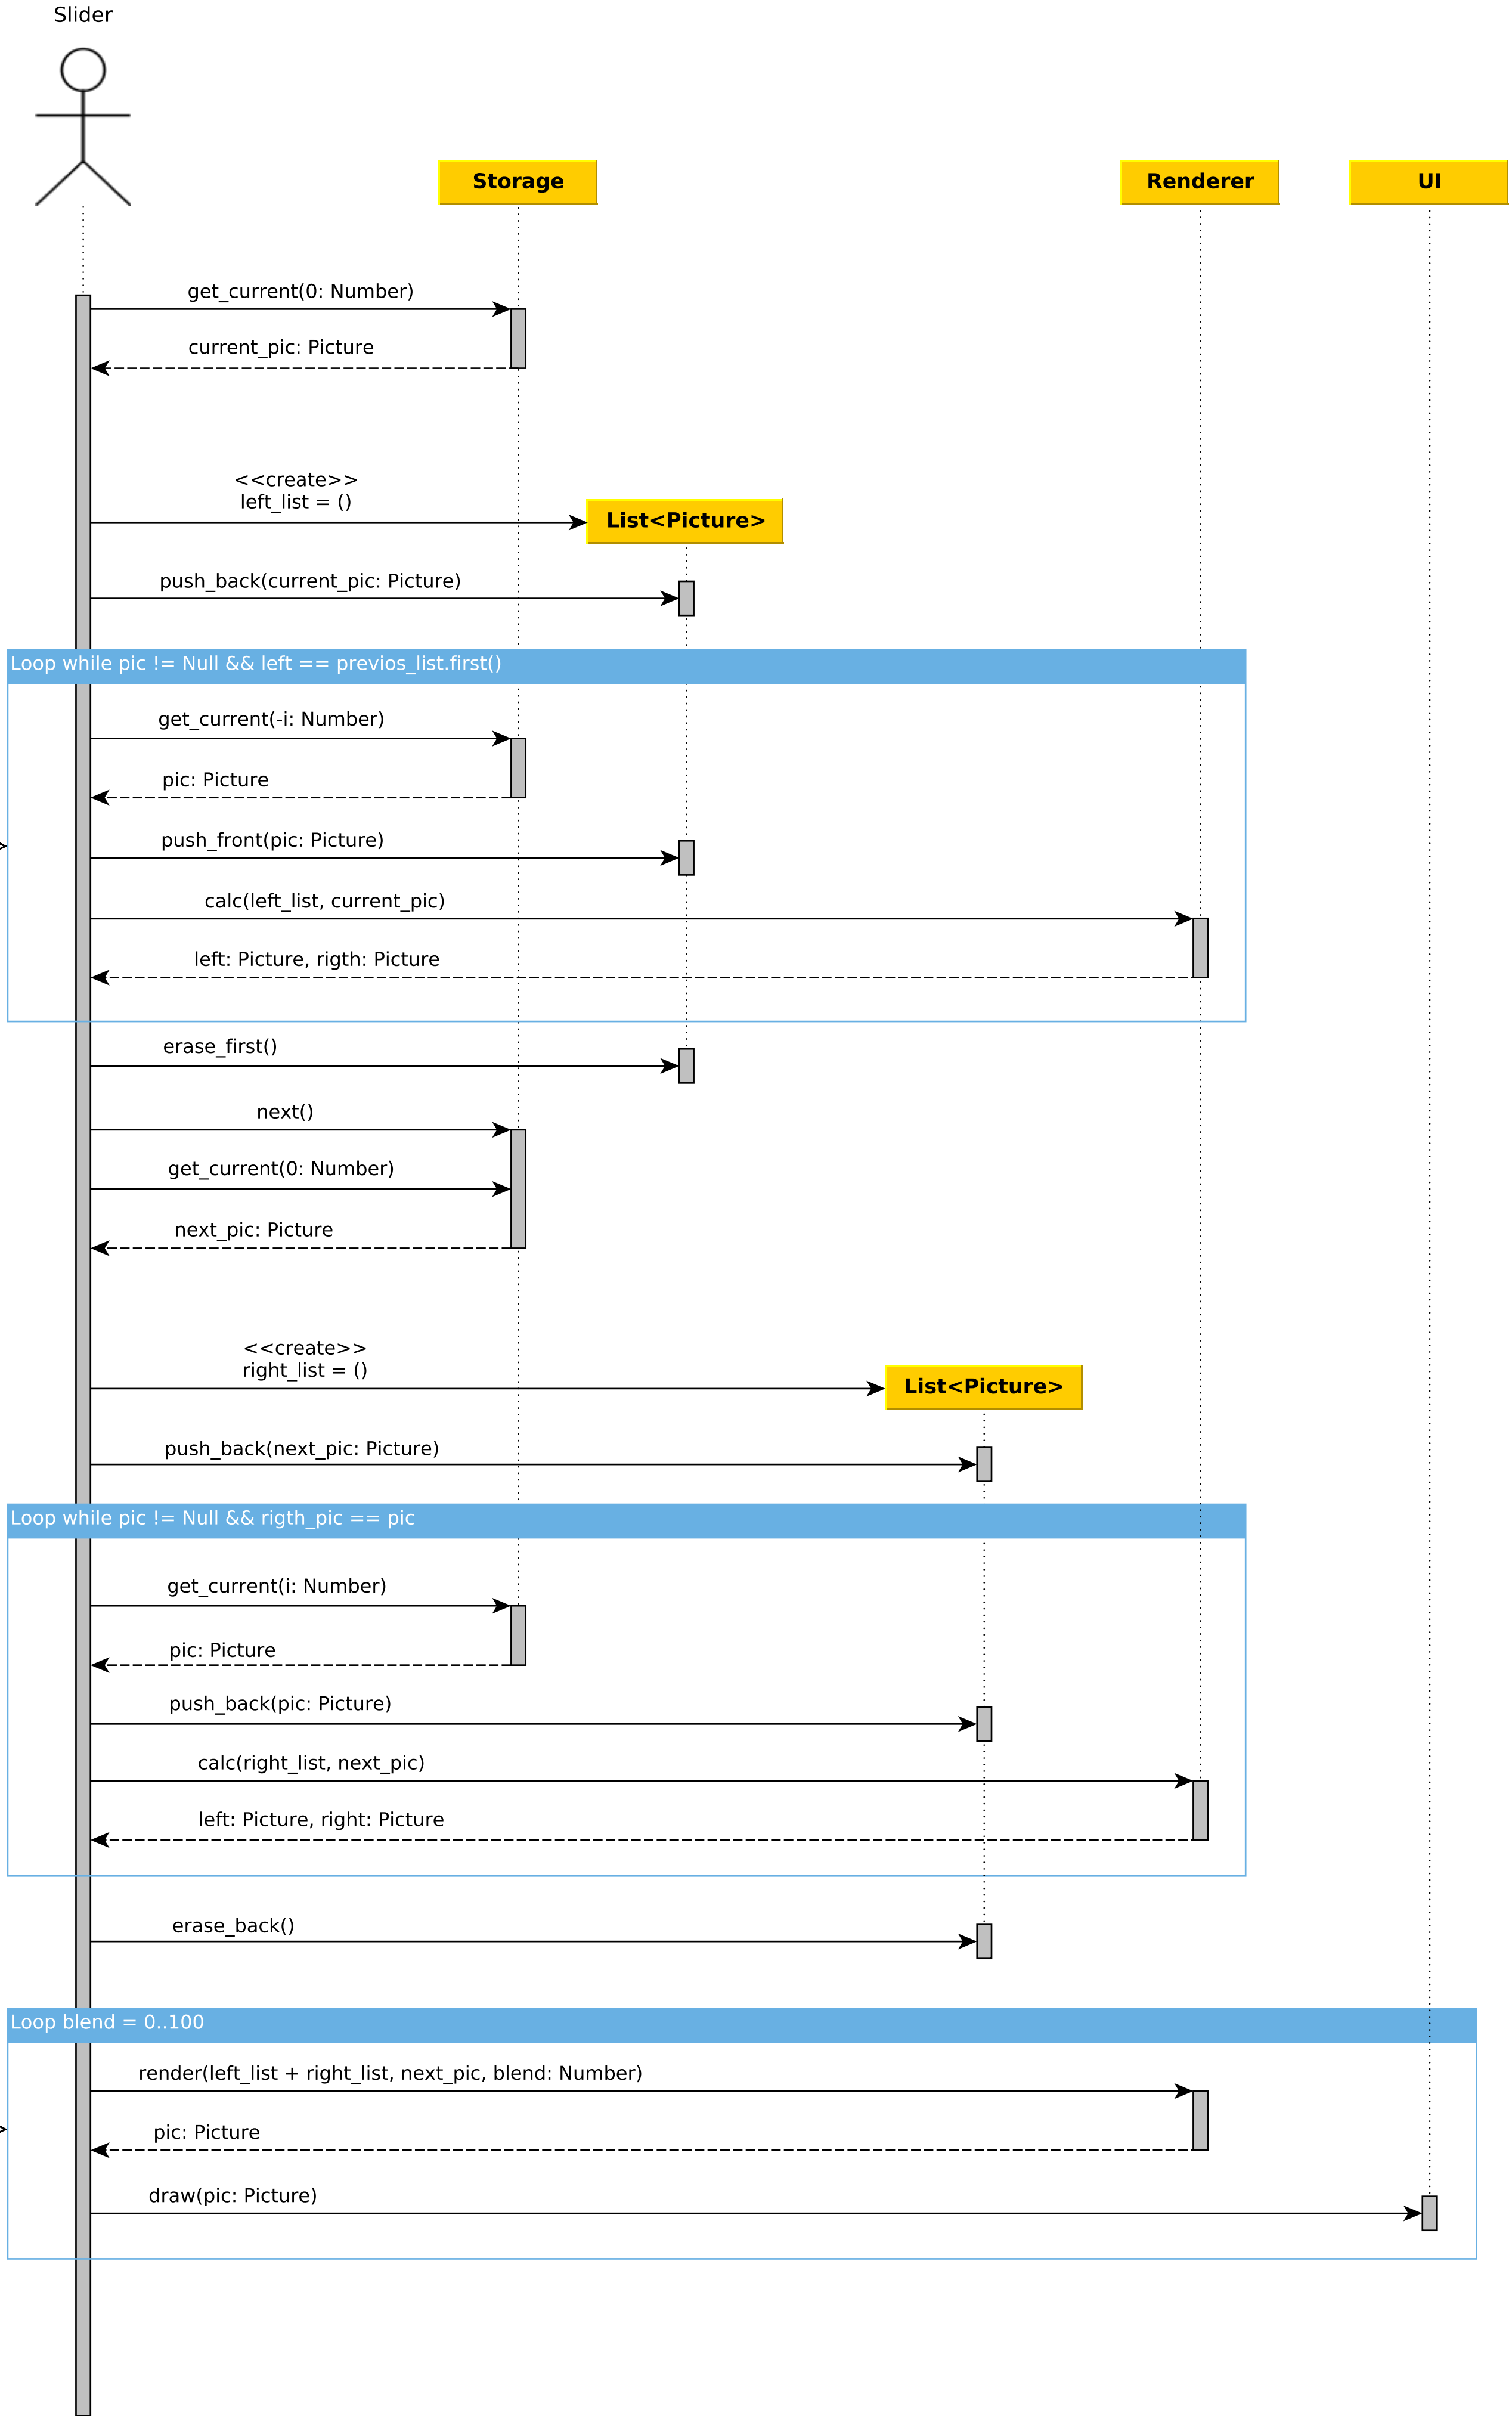 Slider
Storage
Renderer
UI
get_current(0: Number)
current_pic: Picture
<<create>>
left_list = ()
List<Picture>
push_back(current_pic: Picture)
Loop while pic != Null && left == previos_list.first()
get_current(-i: Number)
pic: Picture
push_front(pic: Picture)
calc(left_list, current_pic)
left: Picture, rigth: Picture
erase_first()
next()
get_current(0: Number)
next_pic: Picture
<<create>>
right_list = ()
List<Picture>
push_back(next_pic: Picture)
Loop while pic != Null && rigth_pic == pic
get_current(i: Number)
pic: Picture
push_back(pic: Picture)
calc(right_list, next_pic)
left: Picture, right: Picture
erase_back()
Loop blend = 0..100
render(left_list + right_list, next_pic, blend: Number)
pic: Picture
draw(pic: Picture)